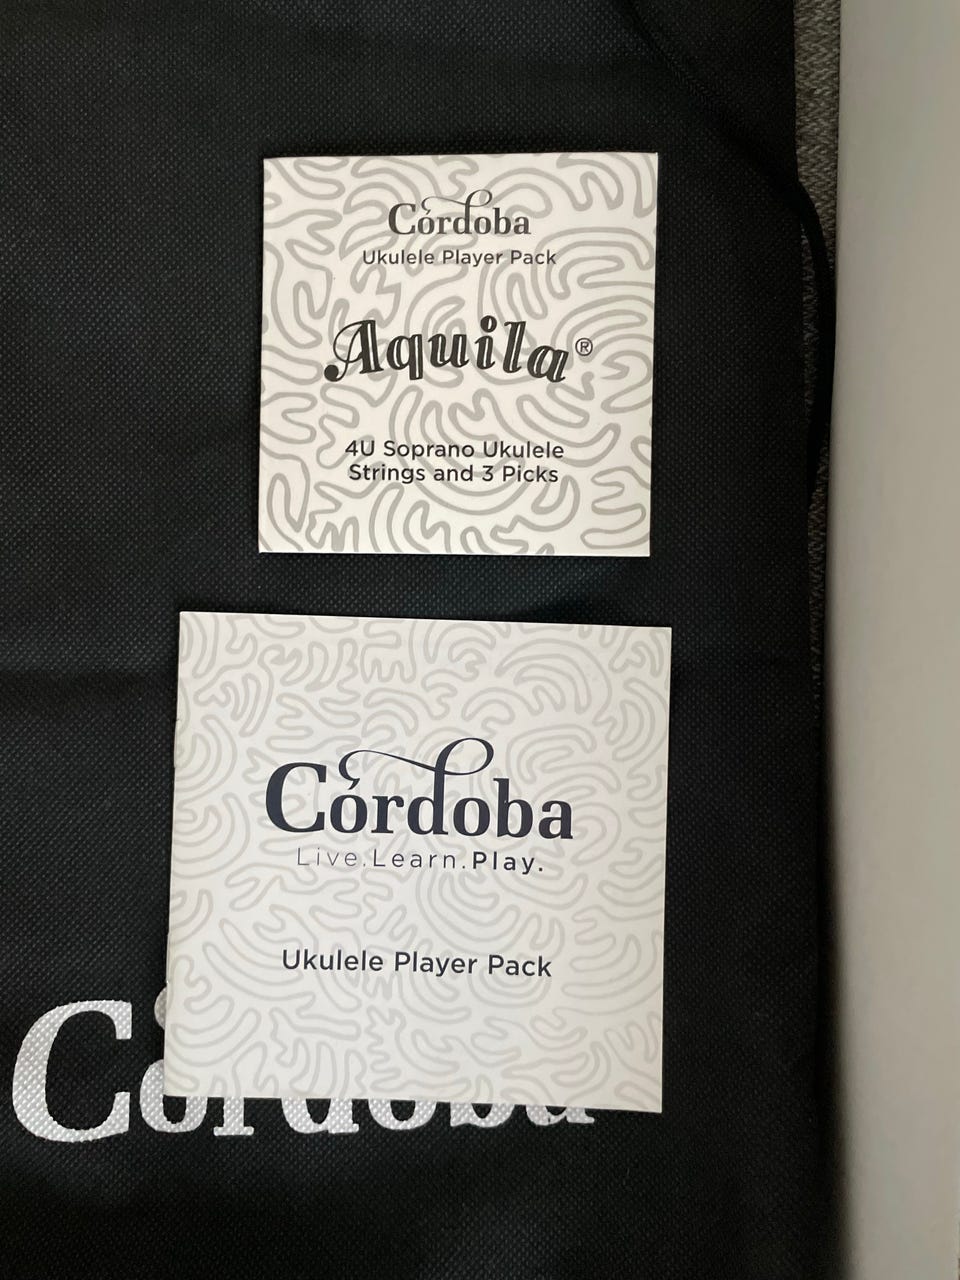 Córdoba
Ukulele Player Pack
Aquila®
4U Soprano Ukulele
Strings and 3 Picks
Córdoba
Live.Learn.Play.
Ukulele Player Pack
Córdoba